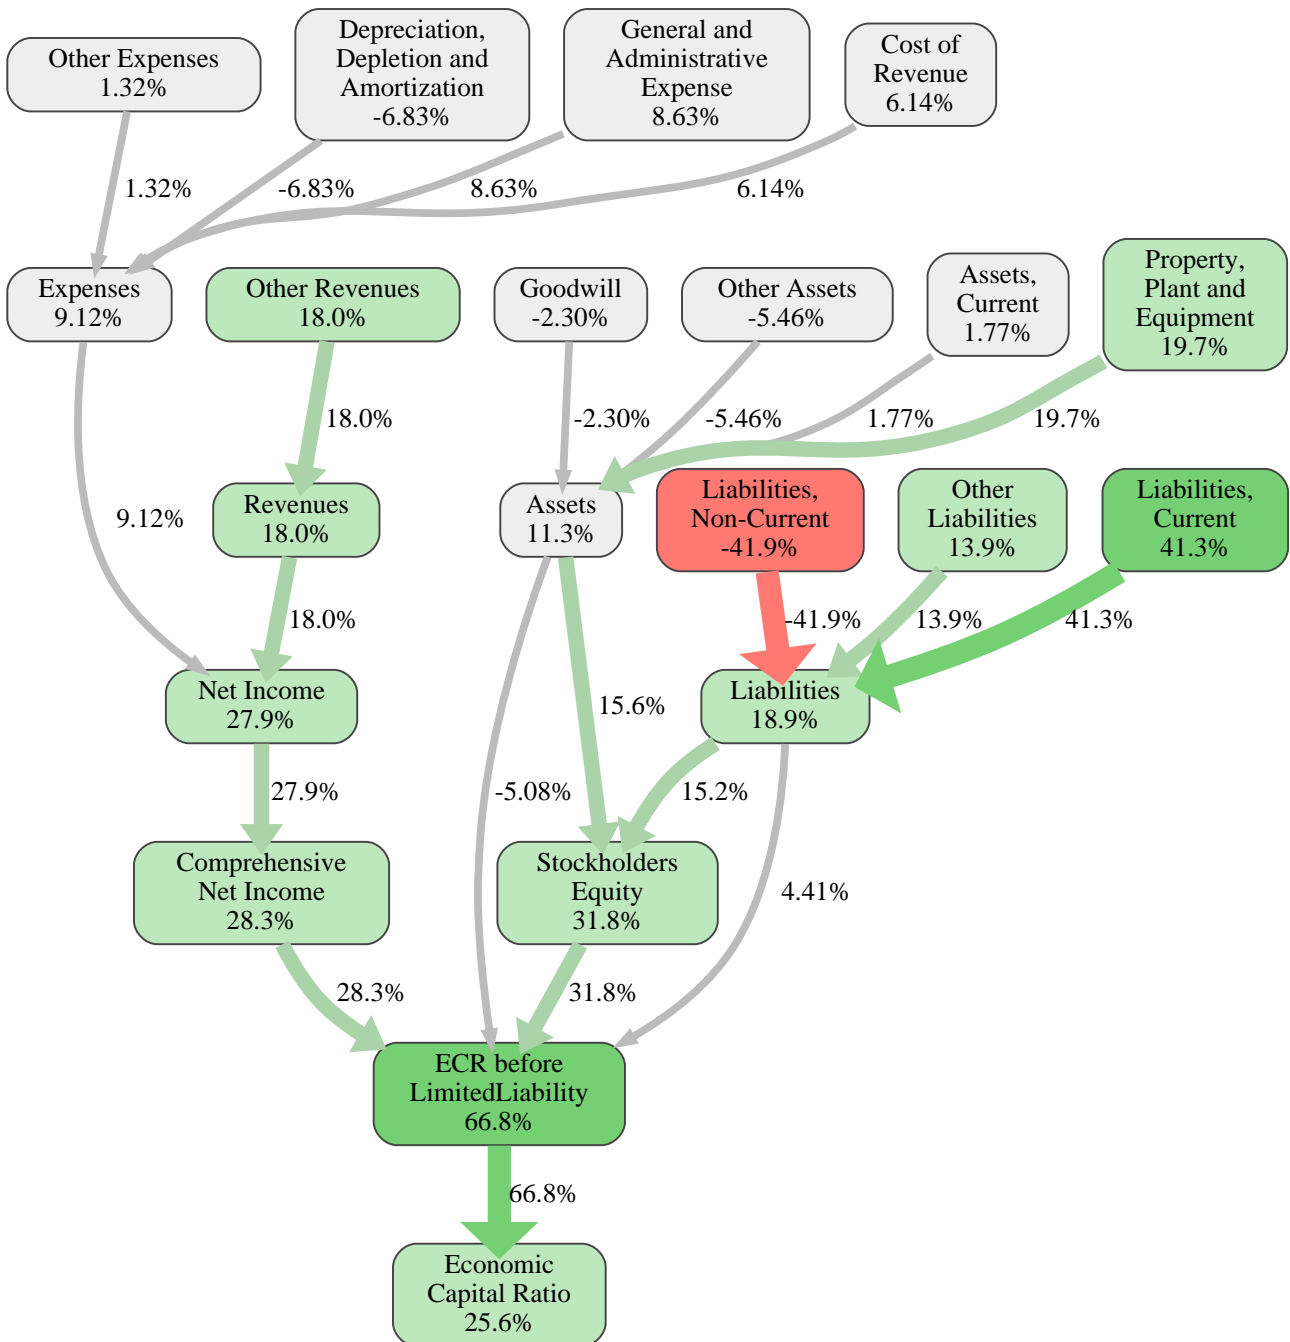 Other Expenses
1.32%
Depreciation,
Depletion and
Amortization
-6.83%
General and
Administrative
Expense
8.63%
Cost of
Revenue
6.14%
1.32%
-6.83%
8.63%
6.14%
Expenses
9.12%
Other Revenues
18.0%
Goodwill
-2.30%
Other Assets
-5.46%
Assets,
Current
1.77%
Property,
Plant and
Equipment
19.7%
18.0%
-2.30%
-5.46%
1.77%
19.7%
9.12%
Revenues
18.0%
Assets
11.3%
Liabilities,
Non-Current
-41.9%
Other
Liabilities
13.9%
Liabilities,
Current
41.3%
18.0%
-41.9%
13.9%
41.3%
Net Income
27.9%
15.6%
Liabilities
18.9%
27.9%
-5.08%
15.2%
Comprehensive
Net Income
28.3%
Stockholders
Equity
31.8%
4.41%
28.3%
31.8%
ECR before
LimitedLiability
66.8%
66.8%
Economic
Capital Ratio
25.6%